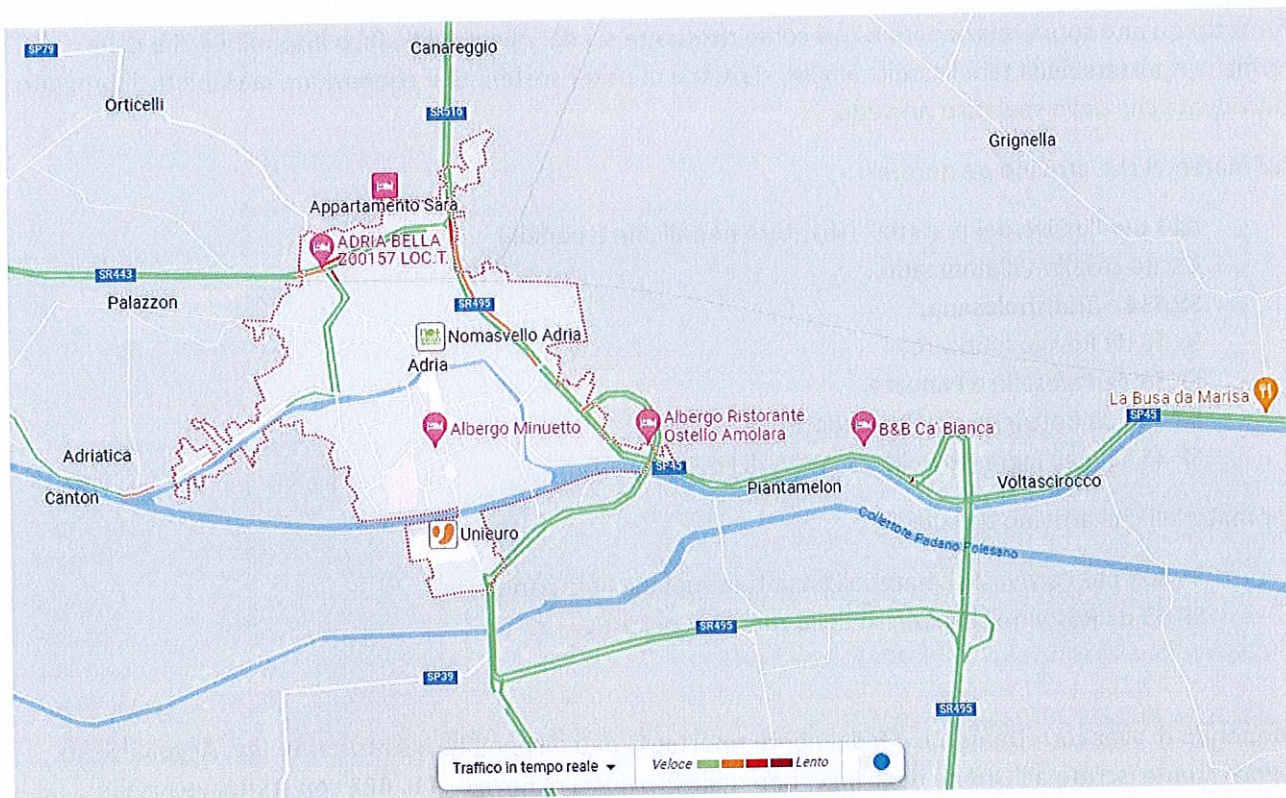 SP79
Canareggio
Orticelli
SR516
Grignella
Appartamento Sara
ADRIA BELLA
Z00157 LOC.T.
SR443
Palazzon
SR495
Nomasvello Adria
Adria
La Busa da Marisa
SP45
Albergo Minuetto
Albergo Ristorante
Ostello Amolara
B&B Ca' Bianca
Adriatica
Canton
SP45
Piantamelon
Voltascirocco
Unieuro
Collettore Padano Polesano
SR495
SP39
SR495
Traffico in tempo reale
Veloce
Lento